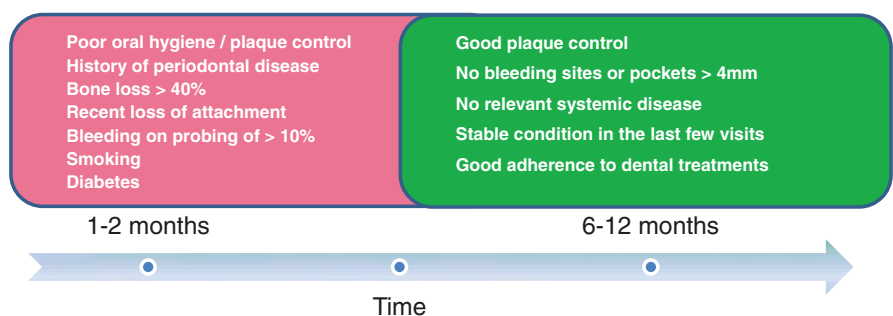 Poor oral hygiene / plaque control
History of periodontal disease
Bone loss > 40%
Recent loss of attachment
Bleeding on probing of > 10%
Smoking
Diabetes
Good plaque control
No bleeding sites or pockets > 4mm
No relevant systemic disease
Stable condition in the last few visits
Good adherence to dental treatments
1-2 months
6-12 months
Time